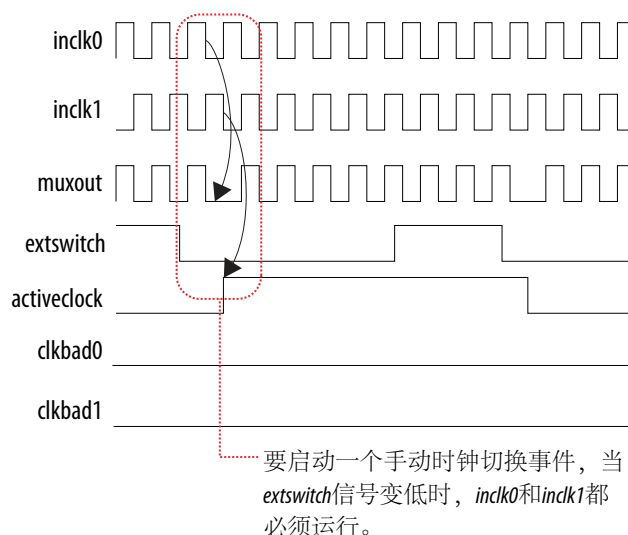 inclk0
inclk1
muxout
extswitch
activeclock
clkbad0
clkbad1
要启动一个手动时钟切换事件，当
extswitch信号变低时，inclk0和inclk1都
必须运行。